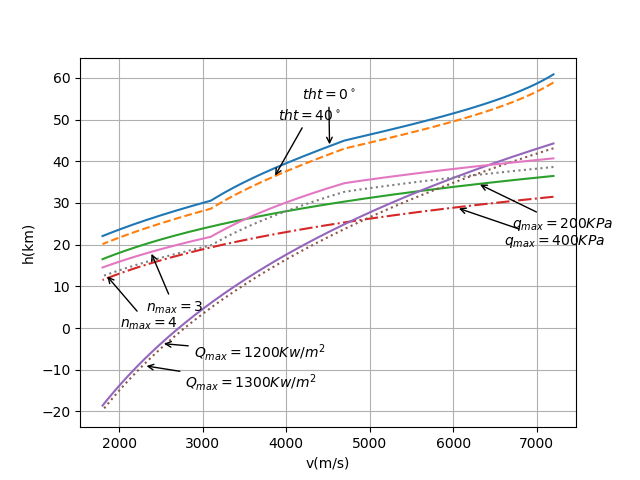 60
50
40
30
20
10
0
−10
−20
h(km)
tht = 0°
tht = 40°
q_max = 200KPa
q_max = 400KPa
n_max = 3
n_max = 4
Q_max = 1200Kw/m²
Q_max = 1300Kw/m²
2000 3000 4000 5000 6000 7000
v(m/s)